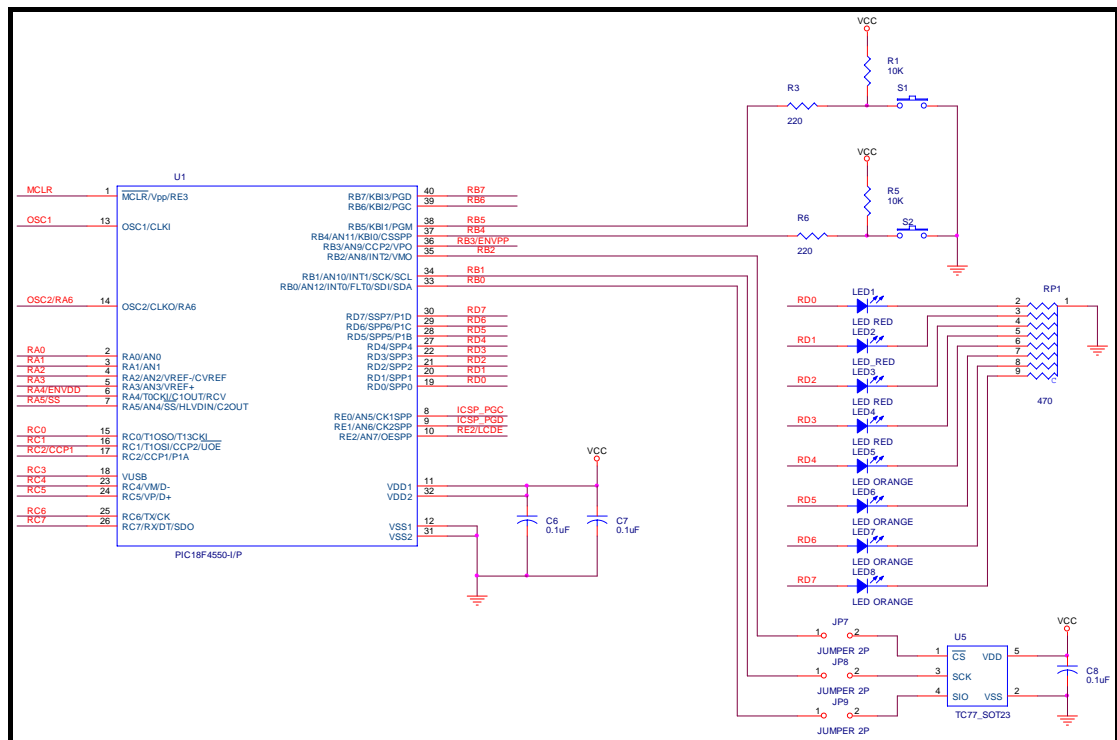 VCC
R1
10K
R3
220
S1
VCC
R5
10K
R6
220
S2
U1
MCLR 1 MCLR/Vpp/RE3
OSC1 13 OSC1/CLKI
OSC2/RA6 14 OSC2/CLKO/RA6
RA0 2 RA0/AN0
RA1 3 RA1/AN1
RA2 4 RA2/AN2/VREF-/CVREF
RA3 5 RA3/AN3/VREF+
RA4/ENVDD 6 RA4/T0CKI/C1OUT/RCV
RA5/SS 7 RA5/AN4/SS/HLVDIN/C2OUT
RC0 15 RC0/T1OSO/T13CKI
RC1 16 RC1/T1OSI/CCP2/UOE
RC2/CCP1 17 RC2/CCP1/P1A
RC3 18 VUSB
RC4 23 RC4/VM/D-
RC5 24 RC5/VP/D+
RC6 25 RC6/TX/CK
RC7 26 RC7/RX/DT/SDO
RB7/KBI3/PGD 40 RB7
RB6/KBI2/PGC 39 RB6
RB5/KBI1/PGM 38 RB5
RB4/AN11/KBI0/CSSPP 37 RB4
RB3/AN9/CCP2/VPO 36 RB3/ENVPP
RB2/AN8/INT2/VMO 35 RB2
RB1/AN10/INT1/SCK/SCL 34 RB1
RB0/AN12/INT0/FLT0/SDI/SDA 33 RB0
RD7/SSP7/P1D 30 RD7
RD6/SPP6/P1C 29 RD6
RD5/SPP5/P1B 28 RD5
RD4/SPP4 27 RD4
RD3/SPP3 22 RD3
RD2/SPP2 21 RD2
RD1/SPP1 20 RD1
RD0/SPP0 19 RD0
RE0/AN5/CK1SPP 8 ICSP_PGC
RE1/AN6/CK2SPP 9 ICSP_PGD
RE2/AN7/OESPP 10 RE2/LCDE
VDD1 11
VDD2 32
VSS1 12
VSS2 31
PIC18F4550-I/P
VCC
C6
0.1uF
C7
0.1uF
RD0 LED1
LED RED
RD1 LED2
LED_RED
RD2 LED3
LED RED
RD3 LED4
LED RED
RD4 LED5
LED ORANGE
RD5 LED6
LED ORANGE
RD6 LED7
LED ORANGE
RD7 LED8
LED ORANGE
RP1
2 1
3
4
5
6
7
8
9
C
470
JP7
1 2
JUMPER 2P
JP8
1 2
JUMPER 2P
JP9
1 2
JUMPER 2P
U5
1 CS VDD 5
3 SCK
4 SIO VSS 2
TC77_SOT23
VCC
C8
0.1uF